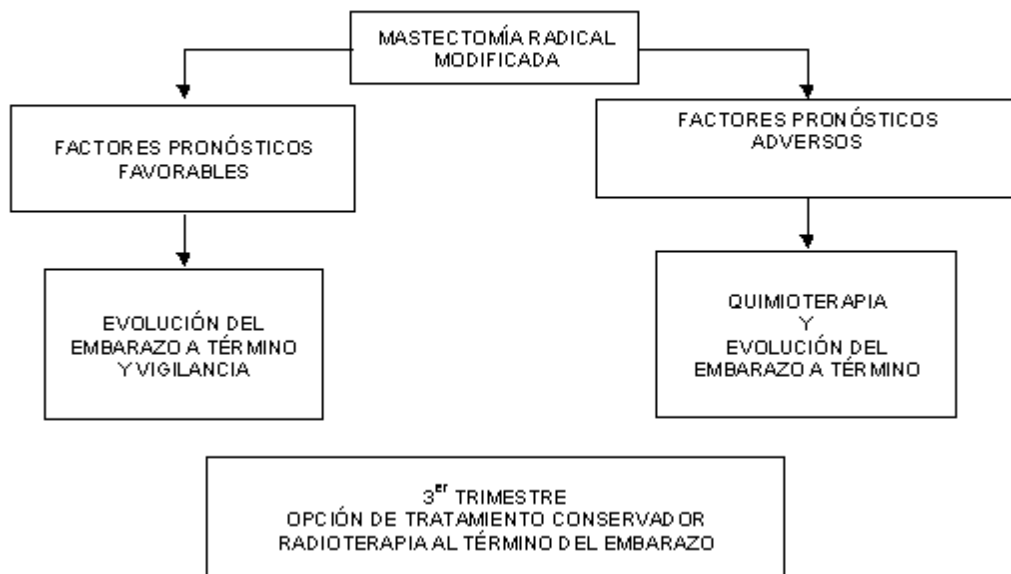 MASTECTOMÍA RADICAL
MODIFICADA
FACTORES PRONÓSTICOS
FAVORABLES
FACTORES PRONÓSTICOS
ADVERSOS
EVOLUCIÓN DEL
EMBARAZO A TÉRMINO
Y VIGILANCIA
QUIMIOTERAPIA
Y
EVOLUCIÓN DEL
EMBARAZO A TÉRMINO
3er TRIMESTRE
OPCIÓN DE TRATAMIENTO CONSERVADOR
RADIOTERAPIA AL TÉRMINO DEL EMBARAZO